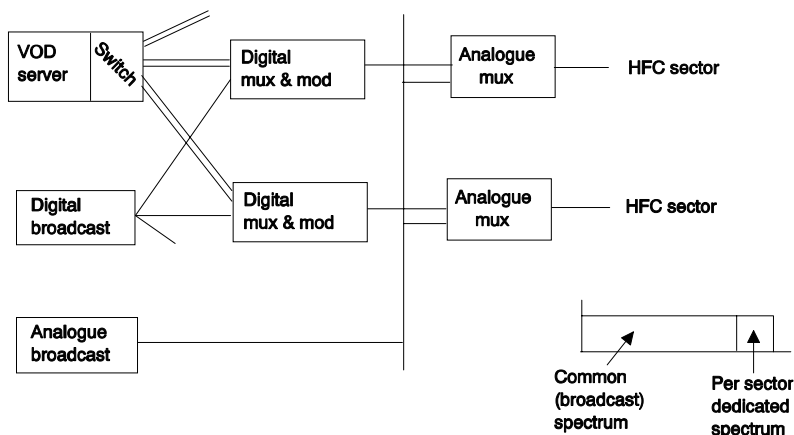 VOD
server
Switch
Digital
mux & mod
Analogue
mux
HFC sector
Digital
broadcast
Digital
mux & mod
Analogue
mux
HFC sector
Analogue
broadcast
Common
(broadcast)
spectrum
Per sector
dedicated
spectrum